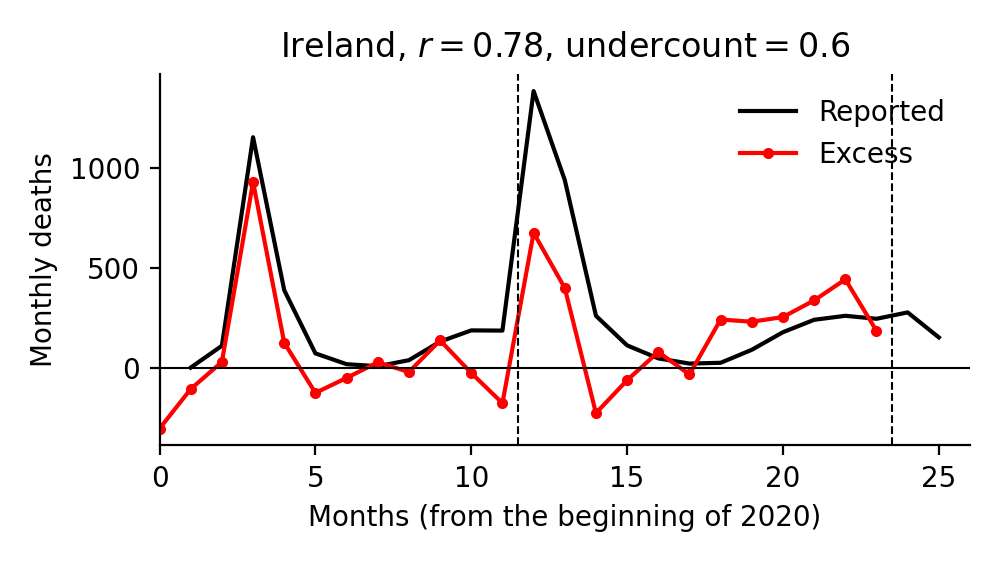 Ireland, r = 0.78, undercount = 0.6
Reported
Excess
1000
500
0
Monthly deaths
0 5 10 15 20 25
Months (from the beginning of 2020)